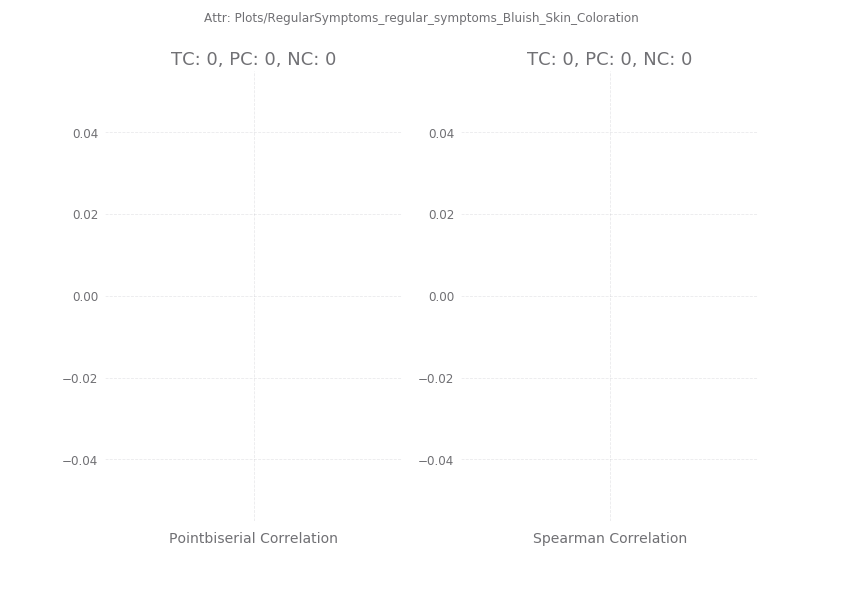 Attr: Plots/RegularSymptoms_regular_symptoms_Bluish_Skin_Coloration
TC: 0, PC: 0, NC: 0
0.04
0.02
0.00
−0.02
−0.04
Pointbiserial Correlation
TC: 0, PC: 0, NC: 0
0.04
0.02
0.00
−0.02
−0.04
Spearman Correlation